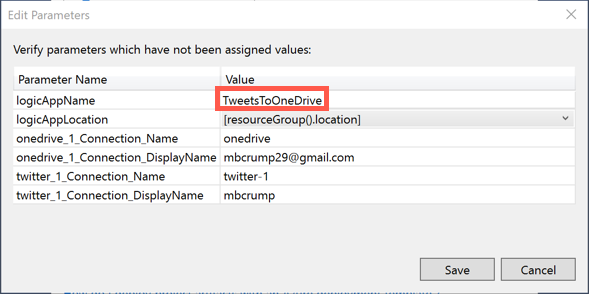 Edit Parameters
Verify parameters which have not been assigned values:
Parameter Name Value
logicAppName TweetsToOneDrive
logicAppLocation [resourceGroup().location]
onedrive_1_Connection_Name onedrive
onedrive_1_Connection_DisplayName mbcrump29@gmail.com
twitter_1_Connection_Name twitter-1
twitter_1_Connection_DisplayName mbcrump
Save Cancel